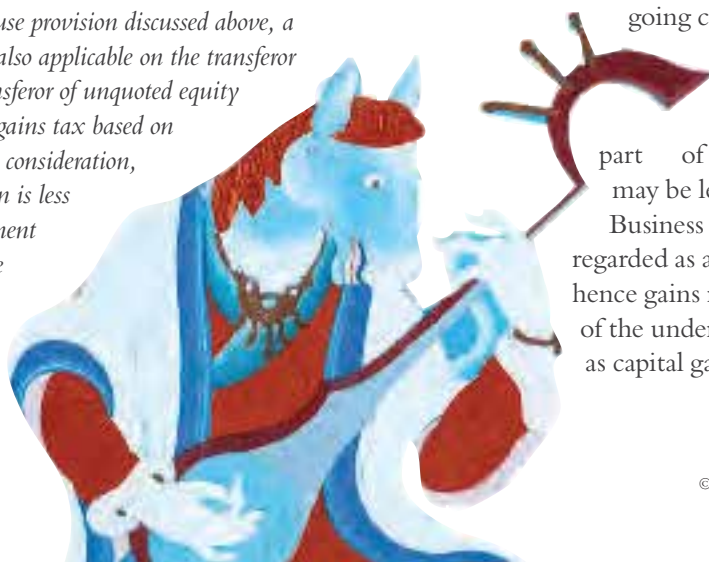 use provision discussed above, a
also applicable on the transferor
nsferor of unquoted equity
gains tax based on
consideration,
n is less
nent
e
going c
part of
may be le
Business
regarded as a
hence gains
of the under
as capital ga
©